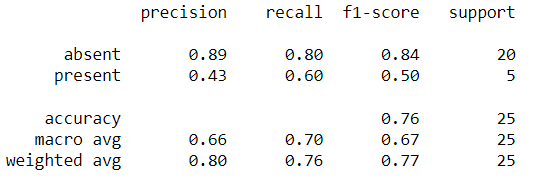 precision recall f1-score support
absent 0.89 0.80 0.84 20
present 0.43 0.60 0.50 5
accuracy 0.76 25
macro avg 0.66 0.70 0.67 25
weighted avg 0.80 0.76 0.77 25